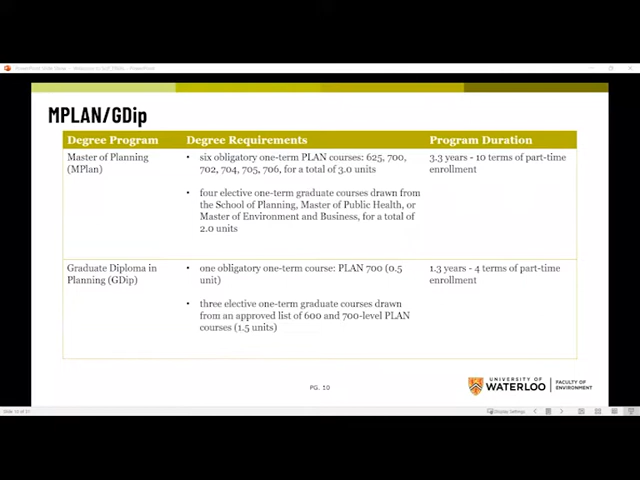 MPLAN/GDip
Degree Program
Degree Requirements
Program Duration
Master of Planning
(MPlan)
• six obligatory one-term PLAN courses: 625, 700,
702, 704, 705, 706, for a total of 3.0 units
• four elective one-term graduate courses drawn from
the School of Planning, Master of Public Health, or
Master of Environment and Business, for a total of
2.0 units
3.3 years - 10 terms of part-time
enrollment
Graduate Diploma in
Planning (GDip)
• one obligatory one-term course: PLAN 700 (0.5
unit)
• three elective one-term graduate courses drawn
from an approved list of 600 and 700-level PLAN
courses (1.5 units)
1.3 years - 4 terms of part-time
enrollment
PG. 10
UNIVERSITY OF
WATERLOO
FACULTY OF
ENVIRONMENT
Display Settings